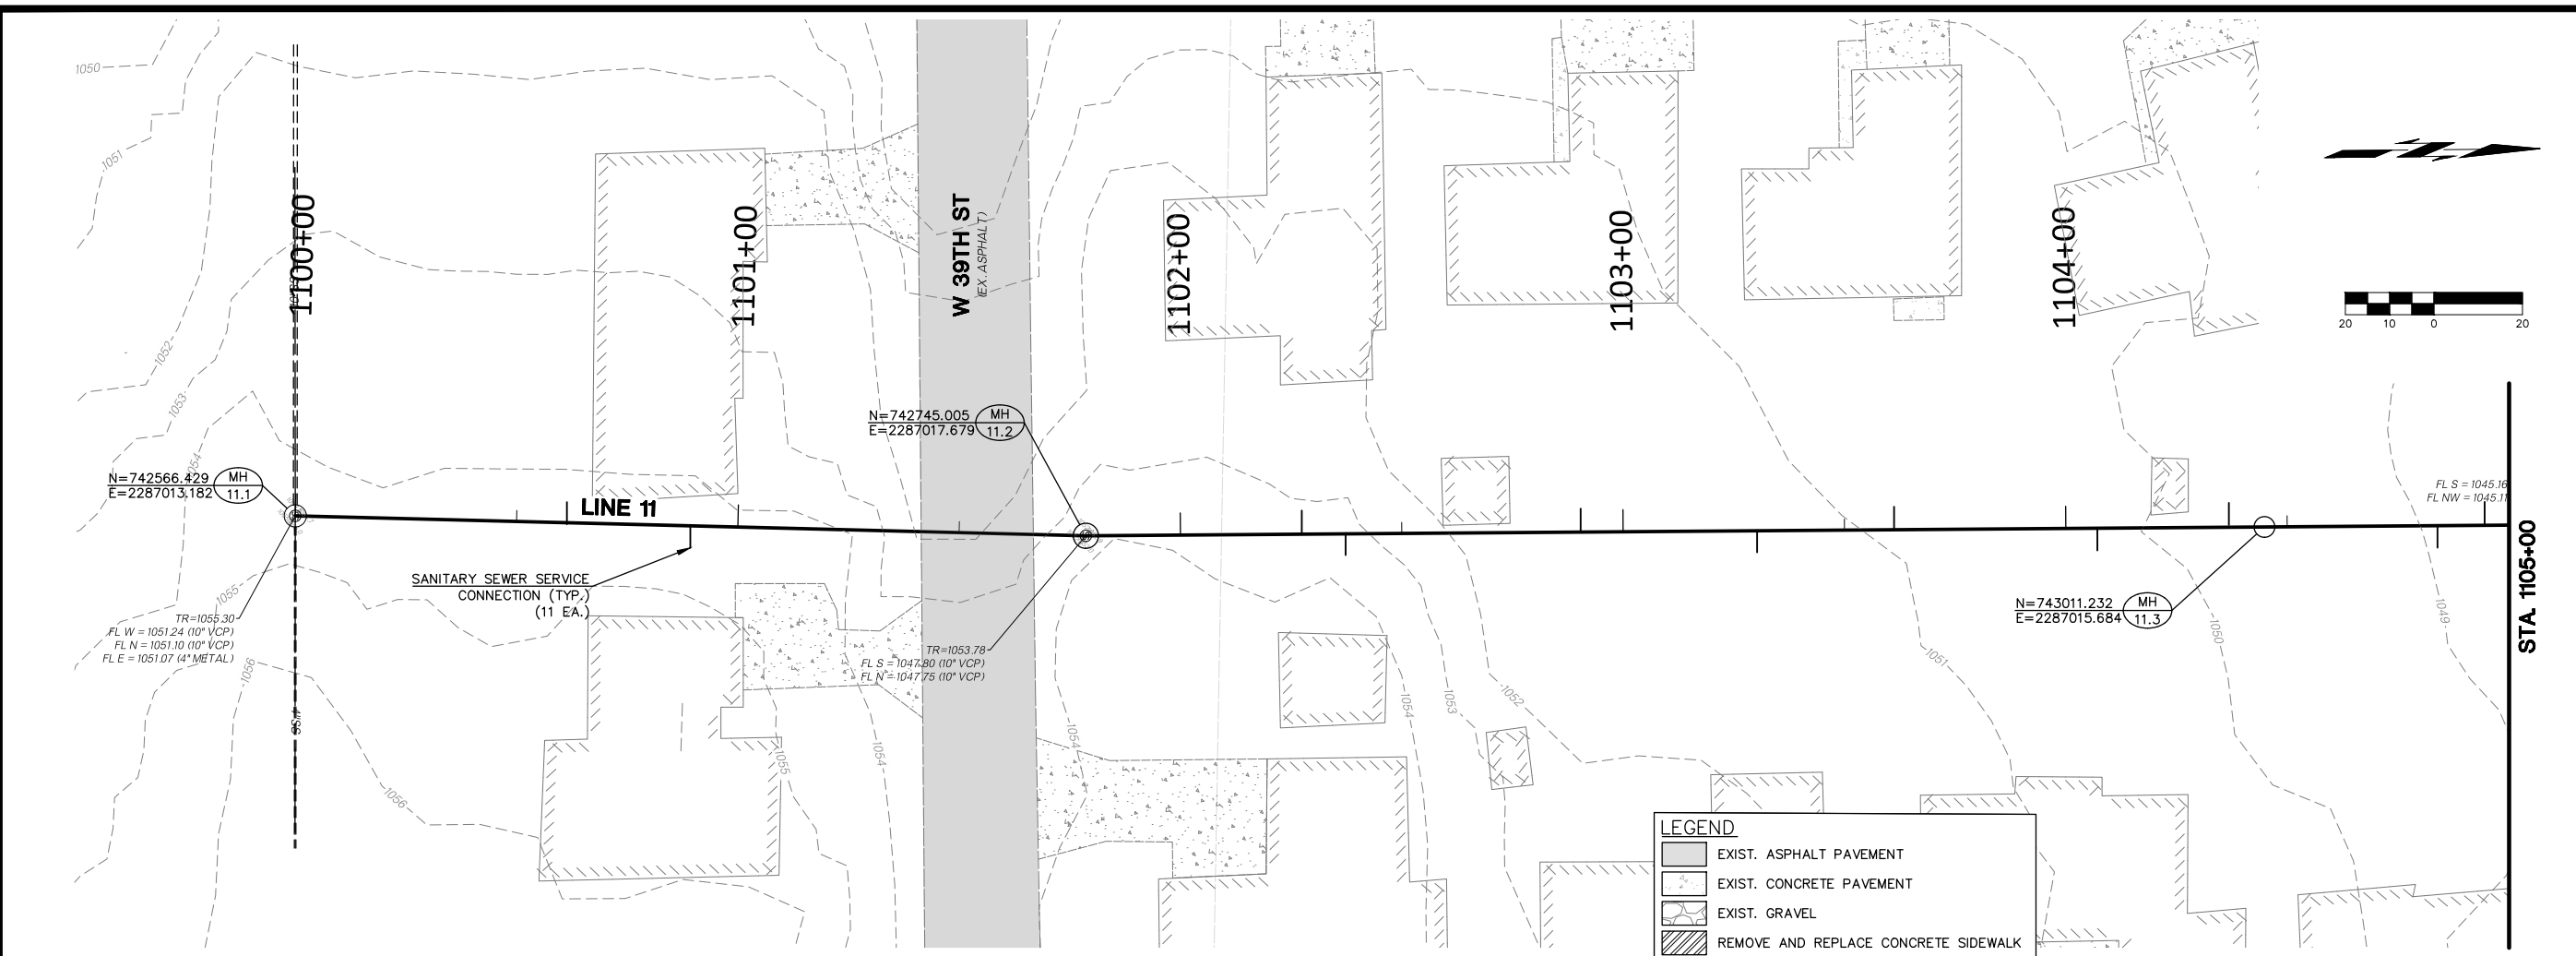 1050
1051
1052
1053
1054
1055
1056
1056
1100+00
1101+00
W 39TH ST
(EX. ASPHALT)
1102+00
1103+00
1104+00
20 10 0 20
N=742566.429
E=2287013.182
MH
11.1
LINE 11
N=742745.005
E=2287017.679
MH
11.2
FL S = 1045.16
FL NW = 1045.11
STA. 1105+00
SANITARY SEWER SERVICE
CONNECTION (TYP.)
(11 EA.)
TR=1055.30
FL W = 1051.24 (10" VCP)
FL N = 1051.10 (10" VCP)
FL E = 1051.07 (4" METAL)
TR=1053.78
FL S = 1047.80 (10" VCP)
FL N = 1047.75 (10" VCP)
N=743011.232
E=2287015.684
MH
11.3
1055
1054
1054
1054
1053
1052
1051
1050
1049
LEGEND
EXIST. ASPHALT PAVEMENT
EXIST. CONCRETE PAVEMENT
EXIST. GRAVEL
REMOVE AND REPLACE CONCRETE SIDEWALK